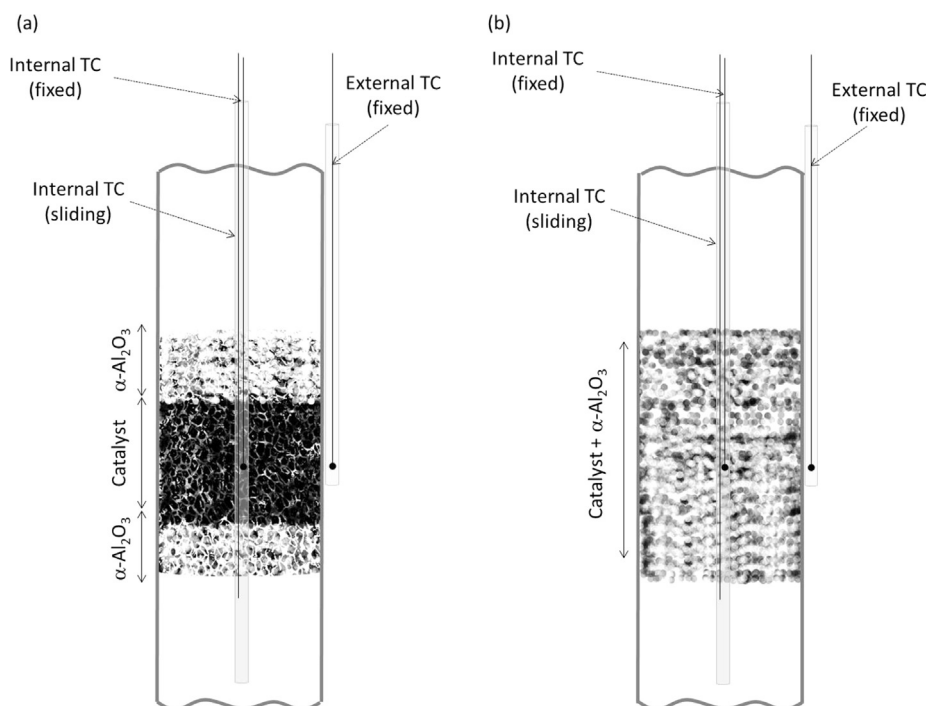 (a)
Internal TC
(fixed)
External TC
(fixed)
Internal TC
(sliding)
α-Al₂O₃
Catalyst
α-Al₂O₃
(b)
Internal TC
(fixed)
External TC
(fixed)
Internal TC
(sliding)
Catalyst + α-Al₂O₃